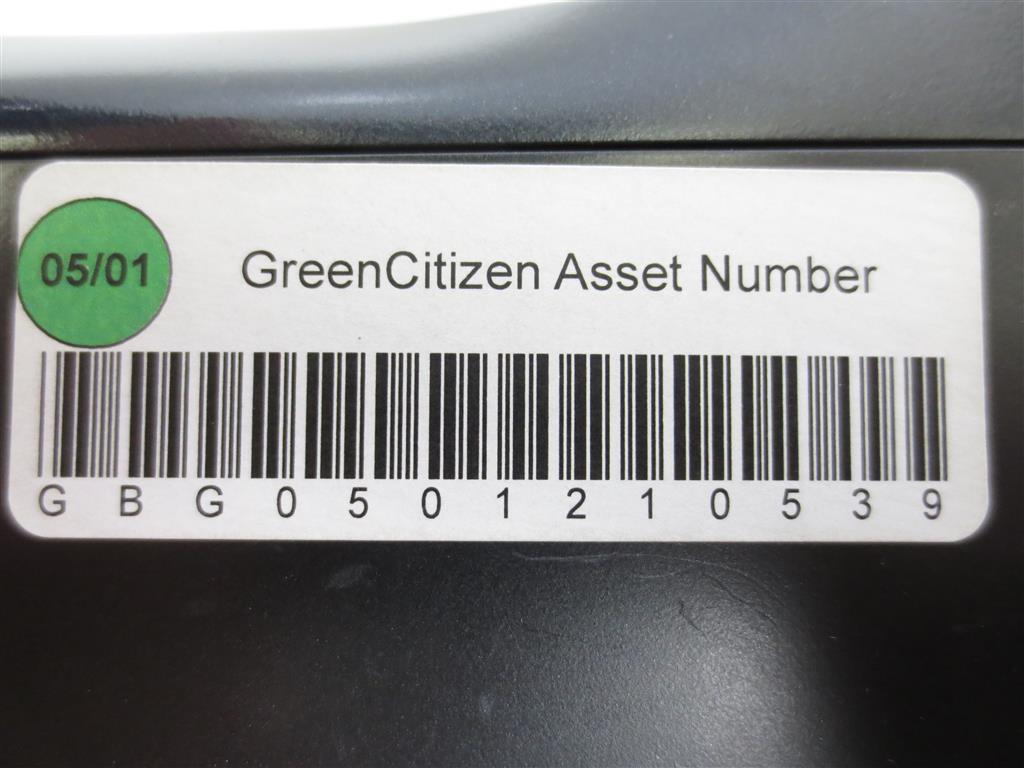 05/01
GreenCitizen Asset Number
G B G 0 5 0 1 2 1 0 5 3 9